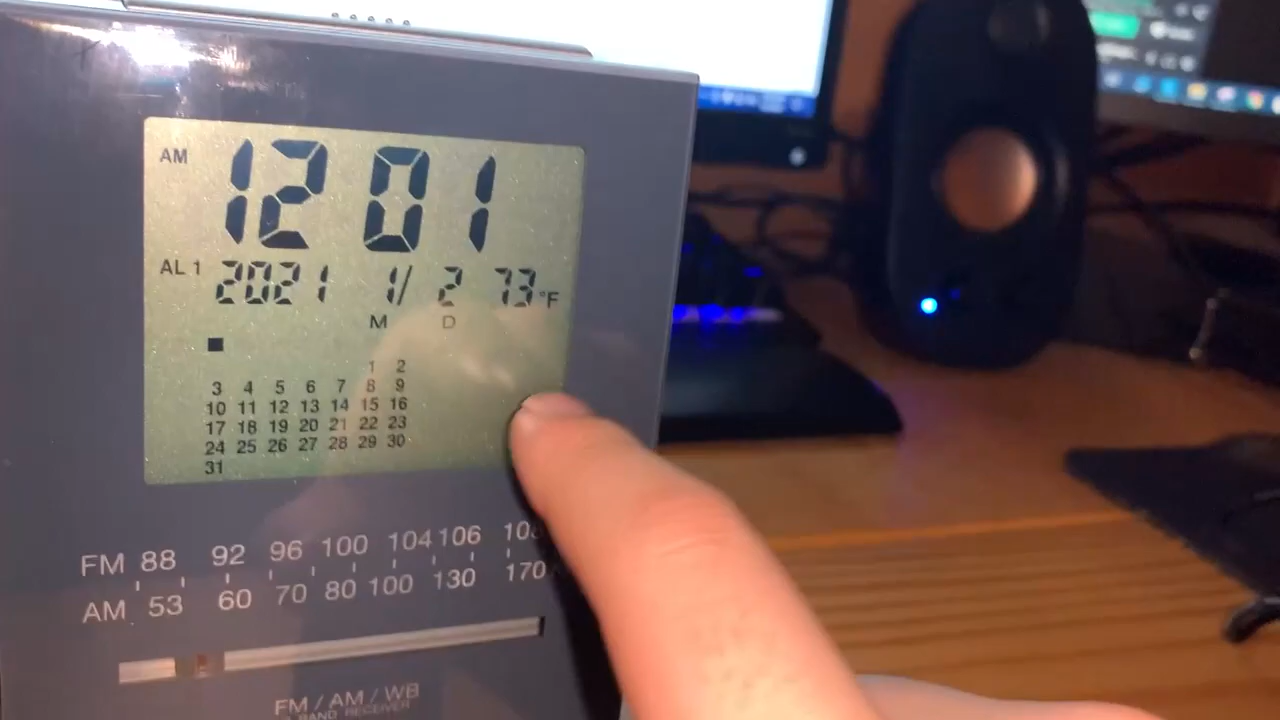 AM 12 01
AL 1 2021 1/ 2 73 °F
M D
1 2
3 4 5 6 7 8 9
10 11 12 13 14 15 16
17 18 19 20 21 22 23
24 25 26 27 28 29 30
31
FM 88 92 96 100 104 106
AM 53 60 70 80 100 130 170
FM / AM / WB
BAND RECEIVER